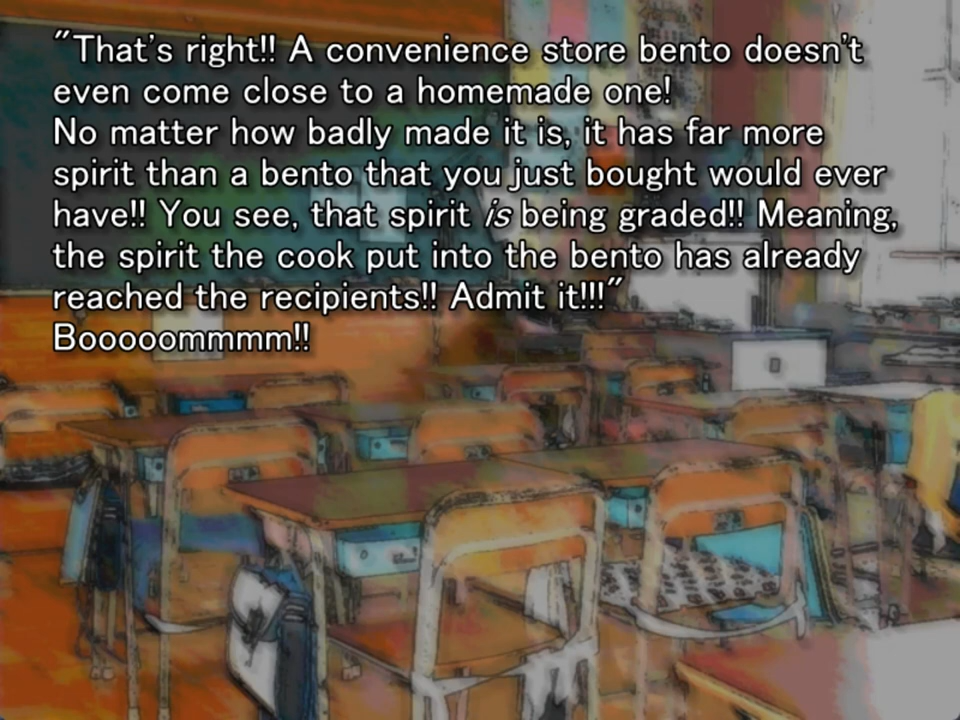 "That's right!! A convenience store bento doesn't
even come close to a homemade one!
No matter how badly made it is, it has far more
spirit than a bento that you just bought would ever
have!! You see, that spirit is being graded!! Meaning,
the spirit the cook put into the bento has already
reached the recipients!! Admit it!!!"
Booooommmm!!